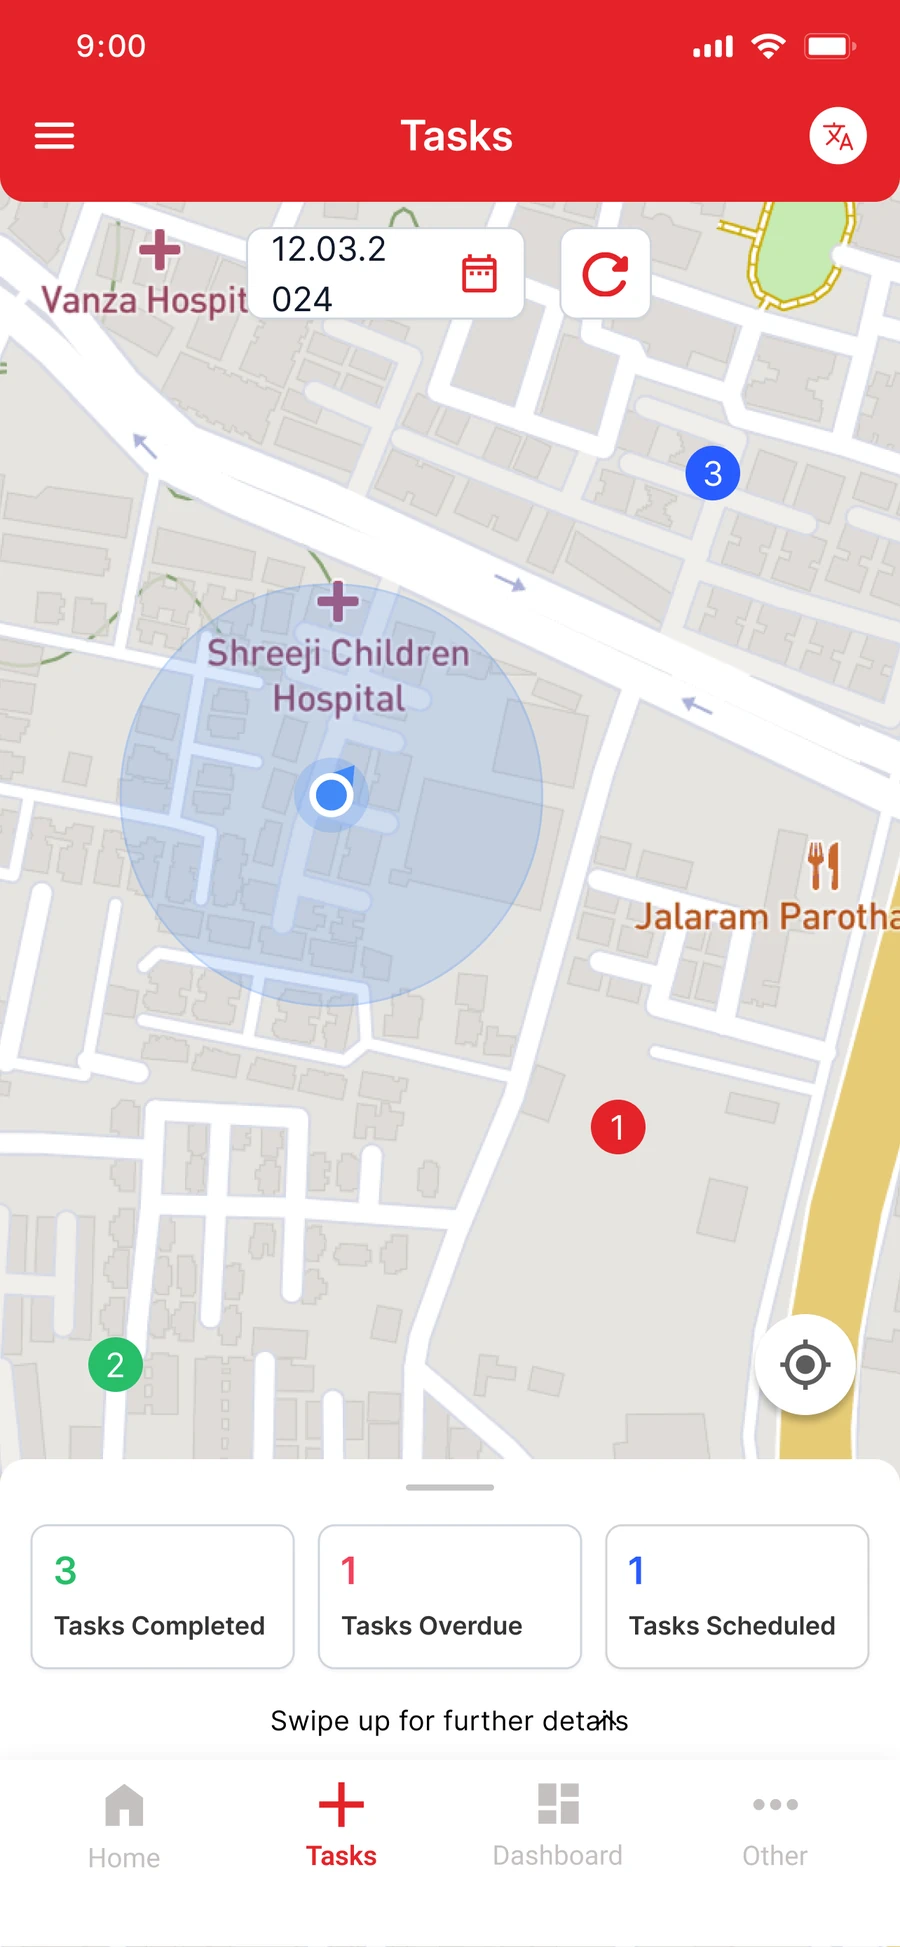 9:00
Tasks
12.03.2
024
Vanza Hospit
3
Shreeji Children
Hospital
Jalaram Parotha
1
2
3
1
1
Tasks Completed
Tasks Overdue
Tasks Scheduled
Swipe up for further details
Home
Tasks
Dashboard
Other